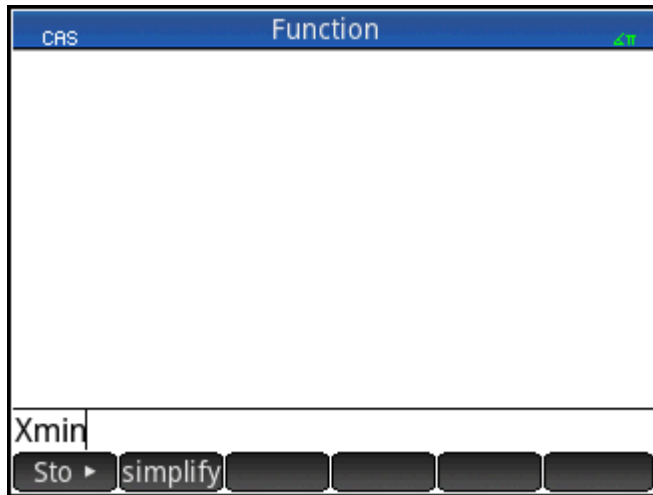 CAS Function ∡π
Xmin
Sto ► simplify